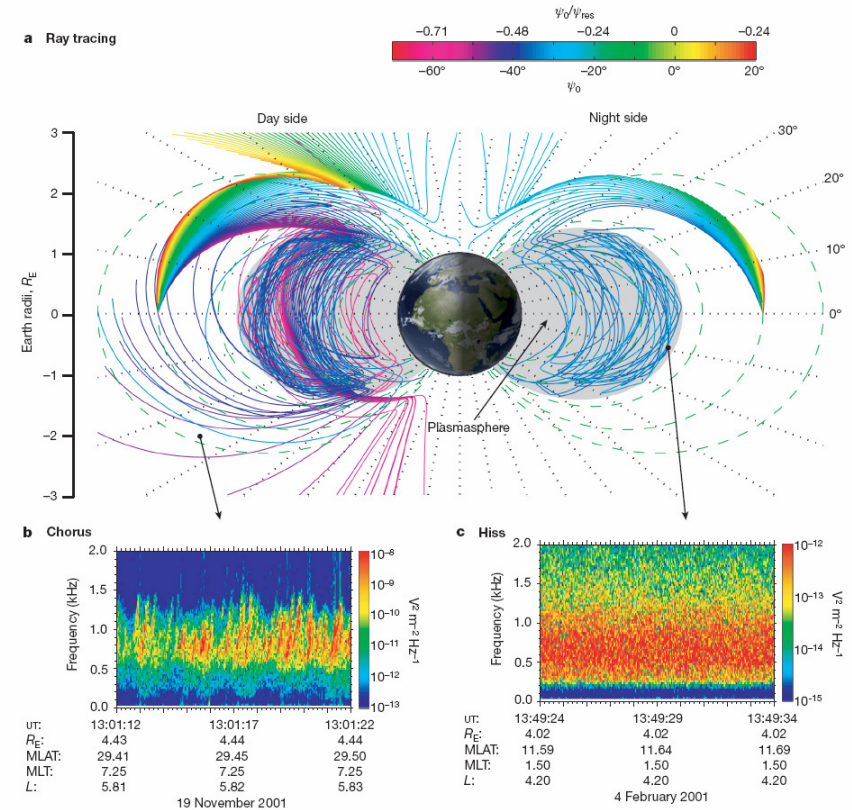 ψ0/ψres
a Ray tracing
−0.71 −0.48 −0.24 0 −0.24
−60° −40° −20° 0° 20°
ψ0
Day side Night side
3 30°
2 20°
1 10°
0 0°
−1
−2
−3
Earth radii, RE
Plasmasphere
b Chorus
2.0
1.5
1.0
0.5
0.0
Frequency (kHz)
10−8
10−9
10−10
10−11
10−12
10−13
V2 m−2 Hz−1
UT: 13:01:12 13:01:17 13:01:22
RE: 4.43 4.44 4.44
MLAT: 29.41 29.45 29.50
MLT: 7.25 7.25 7.25
L: 5.81 5.82 5.83
19 November 2001
c Hiss
2.0
1.5
1.0
0.5
0.0
Frequency (kHz)
10−12
10−13
10−14
10−15
V2 m−2 Hz−1
UT: 13:49:24 13:49:29 13:49:34
RE: 4.02 4.02 4.02
MLAT: 11.59 11.64 11.69
MLT: 1.50 1.50 1.50
L: 4.20 4.20 4.20
4 February 2001